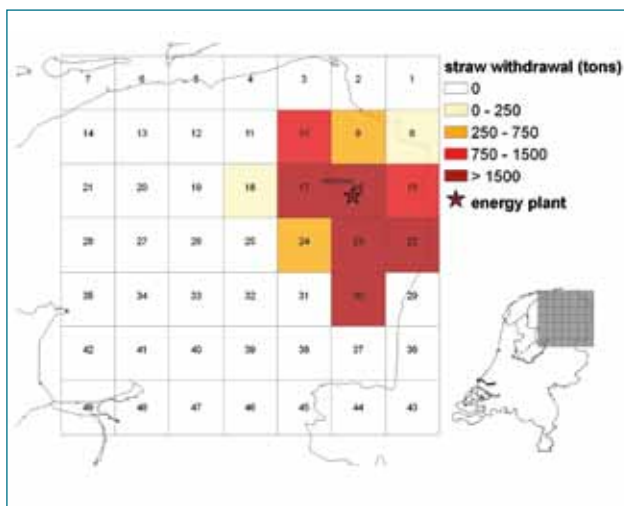 straw withdrawal (tons)
0
0 - 250
250 - 750
750 - 1500
> 1500
energy plant
7 6 5 4 3 2 1
14 13 12 11 10 9 8
21 20 19 18 17 15
28 27 26 25 24 23 22
35 34 33 32 31 30 29
42 41 40 39 38 37 36
49 48 47 46 45 44 43